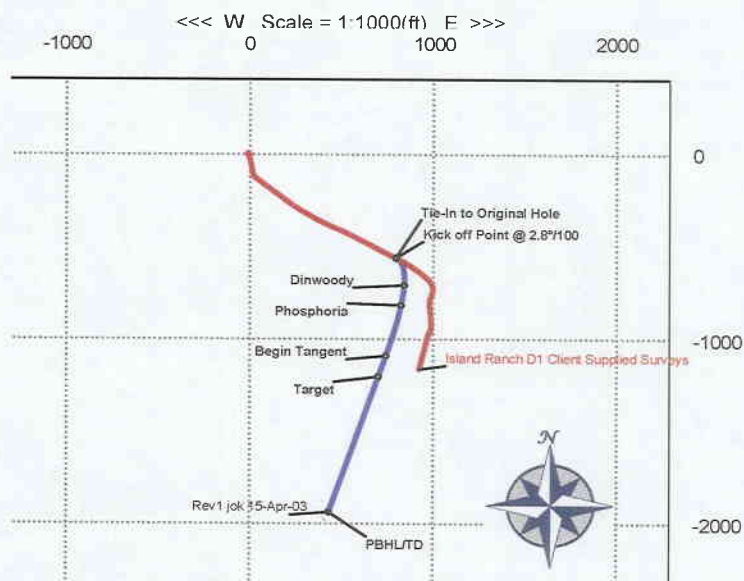 <<< W Scale = 1:1000(ft) E >>>
-1000 0 1000 2000
0
Tie-In to Original Hole
Kick off Point @ 2.8°/100
Dinwoody
Phosphoria
-1000
Begin Tangent
Island Ranch D1 Client Supplied Surveys
Target
N
Rev1 jok 15-Apr-03
-2000
PBHL/TD